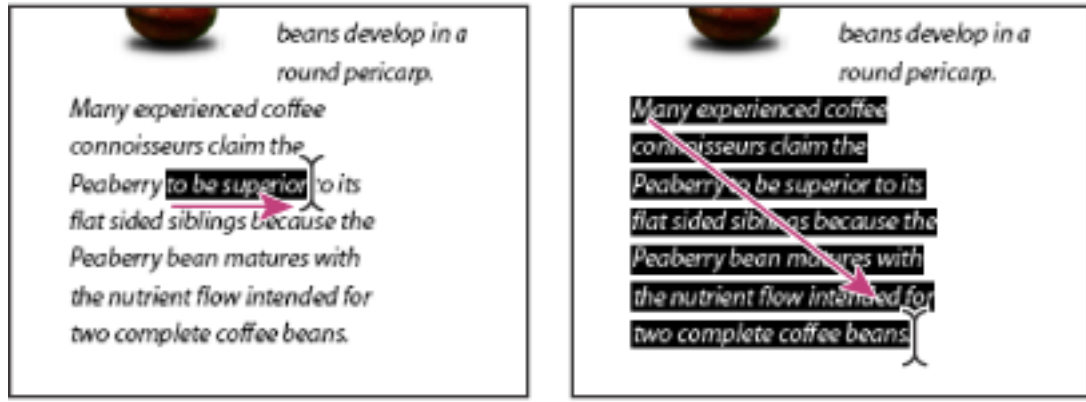 beans develop in a
round pericarp.
Many experienced coffee
connoisseurs claim the
Peaberry to be superior to its
flat sided siblings because the
Peaberry bean matures with
the nutrient flow intended for
two complete coffee beans.
beans develop in a
round pericarp.
Many experienced coffee
connoisseurs claim the
Peaberry to be superior to its
flat sided siblings because the
Peaberry bean matures with
the nutrient flow intended for
two complete coffee beans.